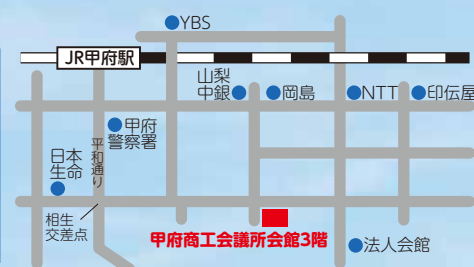 YBS
JR甲府駅
山梨
中銀
岡島
NTT
印伝屋
甲府
警察署
平和通り
日本
生命
相生
交差点
甲府商工会議所会館3階
法人会館